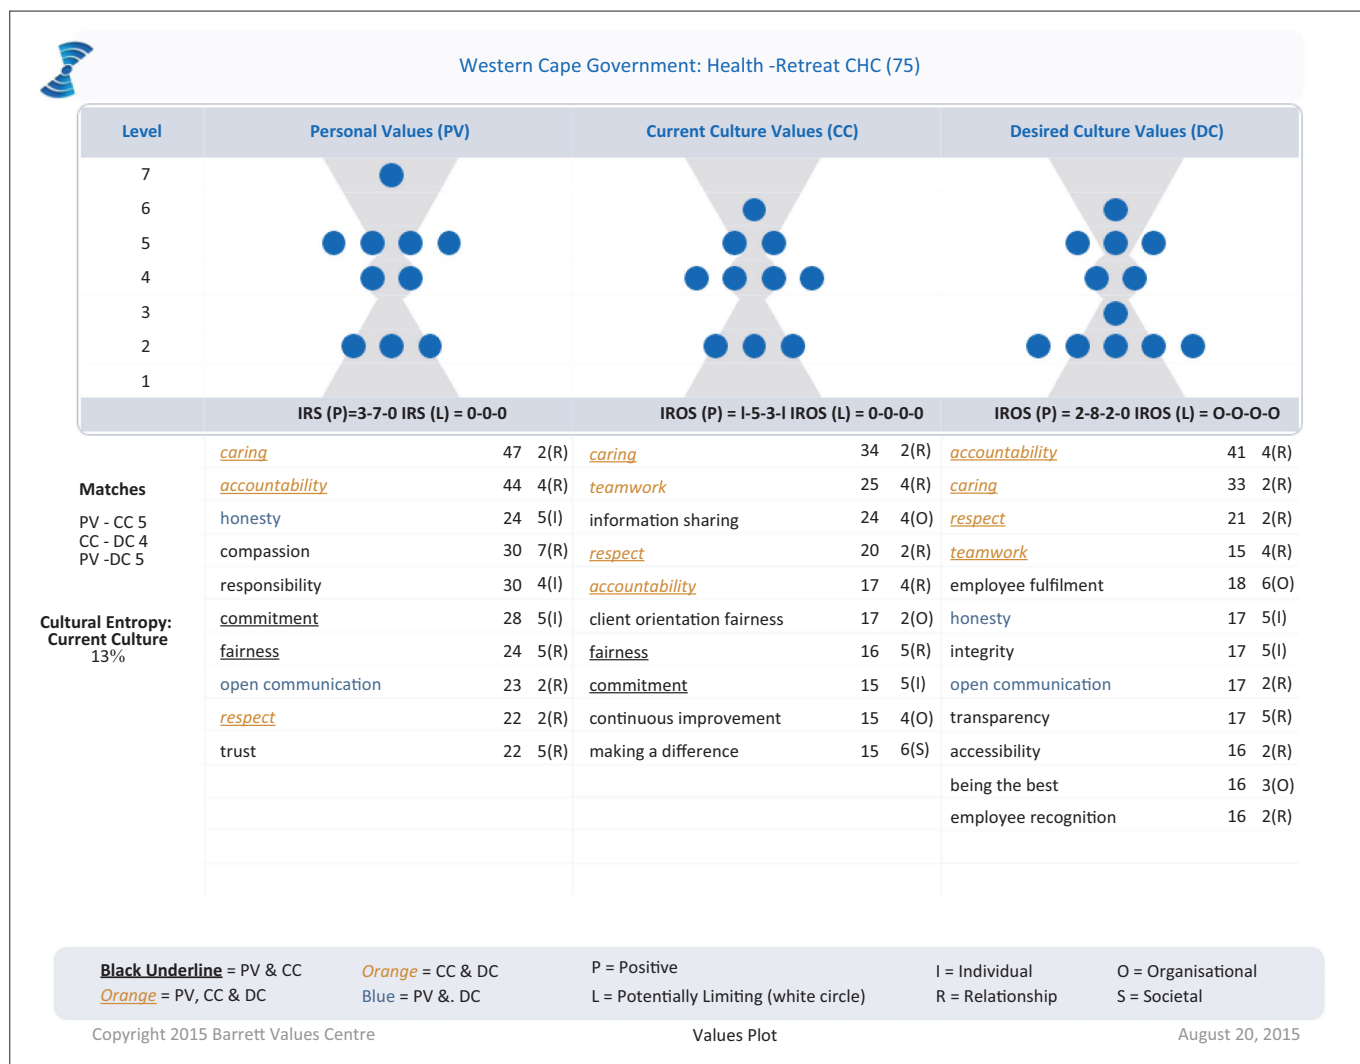 Western Cape Government: Health -Retreat CHC (75)
Level Personal Values (PV) Current Culture Values (CC) Desired Culture Values (DC)
7
6
5
4
3
2
1
IRS (P)=3-7-0 IRS (L) = 0-0-0 IROS (P) = I-5-3-I IROS (L) = 0-0-0-0 IROS (P) = 2-8-2-0 IROS (L) = O-O-O-O
Matches
PV - CC 5
CC - DC 4
PV -DC 5
Cultural Entropy:
Current Culture
13%
caring 47 2(R)
accountability 44 4(R)
honesty 24 5(I)
compassion 30 7(R)
responsibility 30 4(I)
commitment 28 5(I)
fairness 24 5(R)
open communication 23 2(R)
respect 22 2(R)
trust 22 5(R)
caring 34 2(R)
teamwork 25 4(R)
information sharing 24 4(O)
respect 20 2(R)
accountability 17 4(R)
client orientation fairness 17 2(O)
fairness 16 5(R)
commitment 15 5(I)
continuous improvement 15 4(O)
making a difference 15 6(S)
accountability 41 4(R)
caring 33 2(R)
respect 21 2(R)
teamwork 15 4(R)
employee fulfilment 18 6(O)
honesty 17 5(I)
integrity 17 5(I)
open communication 17 2(R)
transparency 17 5(R)
accessibility 16 2(R)
being the best 16 3(O)
employee recognition 16 2(R)
Black Underline = PV & CC Orange = CC & DC P = Positive I = Individual O = Organisational
Orange = PV, CC & DC Blue = PV &. DC L = Potentially Limiting (white circle) R = Relationship S = Societal
Copyright 2015 Barrett Values Centre Values Plot August 20, 2015